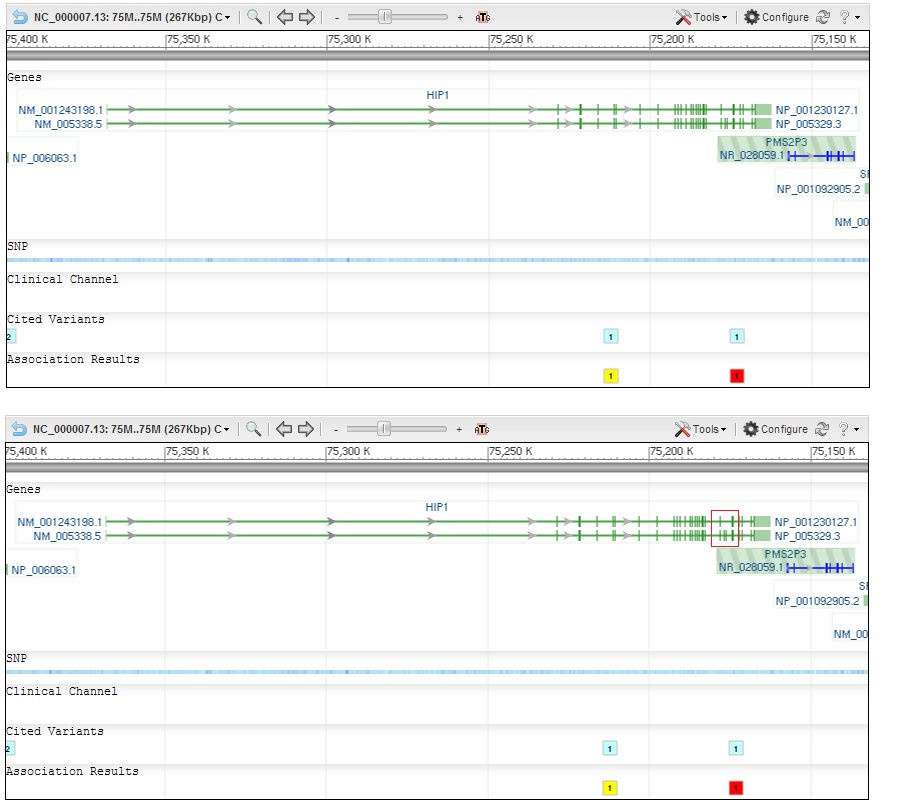 NC_000007.13: 75M..75M (267Kbp) C - + ATG Tools Configure ?
75,400 K 75,350 K 75,300 K 75,250 K 75,200 K 75,150 K
Genes
HIP1
NM_001243198.1 NP_001230127.1
NM_005338.5 NP_005329.3
PMS2P3
NP_006063.1 NR_028059.1
NP_001092905.2
NM_00
SNP
Clinical Channel
Cited Variants
2 1 1
Association Results
1 1
NC_000007.13: 75M..75M (267Kbp) C - + ATG Tools Configure ?
75,400 K 75,350 K 75,300 K 75,250 K 75,200 K 75,150 K
Genes
HIP1
NM_001243198.1 NP_001230127.1
NM_005338.5 NP_005329.3
PMS2P3
NP_006063.1 NR_028059.1
NP_001092905.2
NM_00
SNP
Clinical Channel
Cited Variants
2 1 1
Association Results
1 1